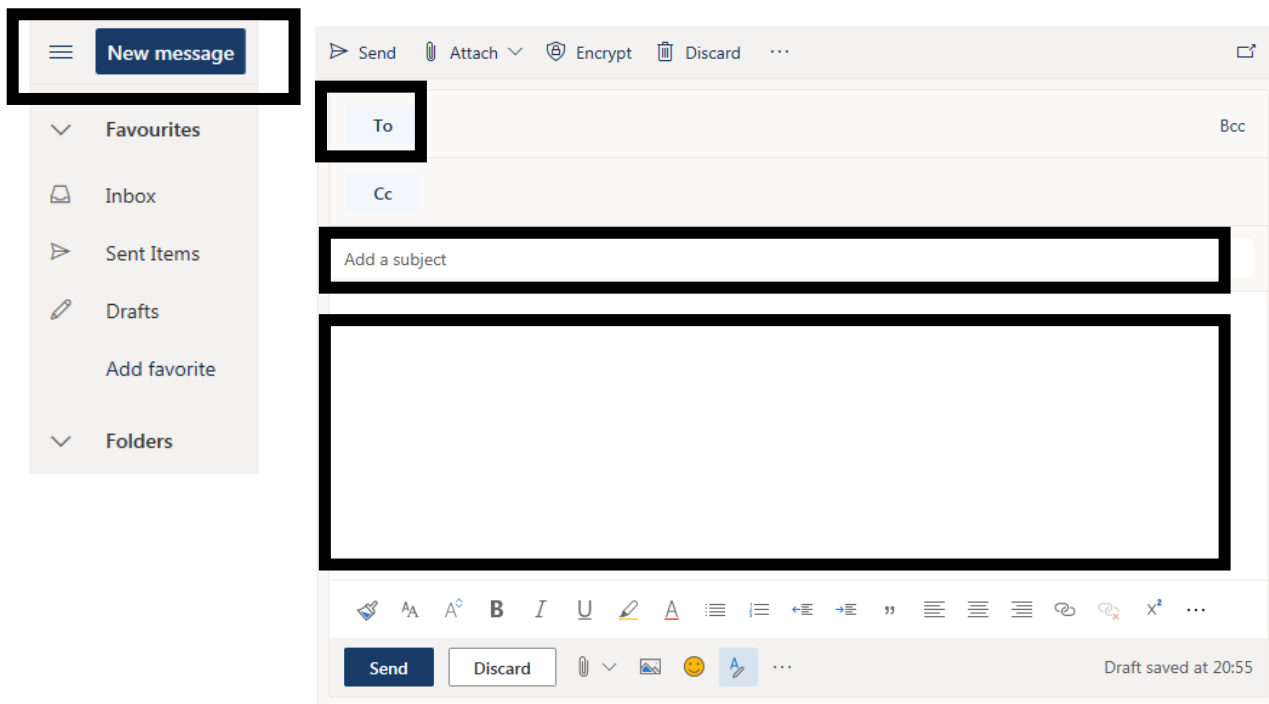 New message
Favourites
Inbox
Sent Items
Drafts
Add favorite
Folders
Send Attach Encrypt Discard ...
To Bcc
Cc
Add a subject
B I U A x²
Send Discard Draft saved at 20:55